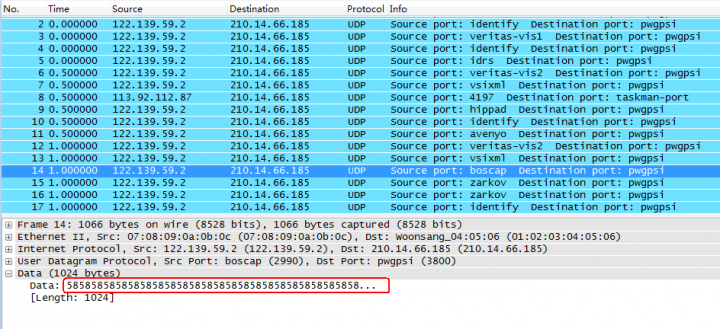 No. Time Source Destination Protocol Info
2 0.000000 122.139.59.2 210.14.66.185 UDP Source port: identify Destination port: pwgpsi
3 0.000000 122.139.59.2 210.14.66.185 UDP Source port: veritas-vis1 Destination port: pwgpsi
4 0.000000 122.139.59.2 210.14.66.185 UDP Source port: identify Destination port: pwgpsi
5 0.000000 122.139.59.2 210.14.66.185 UDP Source port: idrs Destination port: pwgpsi
6 0.500000 122.139.59.2 210.14.66.185 UDP Source port: veritas-vis2 Destination port: pwgpsi
7 0.500000 122.139.59.2 210.14.66.185 UDP Source port: vsixml Destination port: pwgpsi
8 0.500000 113.92.112.87 210.14.66.185 UDP Source port: 4197 Destination port: taskman-port
9 0.500000 122.139.59.2 210.14.66.185 UDP Source port: hippad Destination port: pwgpsi
10 0.500000 122.139.59.2 210.14.66.185 UDP Source port: identify Destination port: pwgpsi
11 0.500000 122.139.59.2 210.14.66.185 UDP Source port: avenyo Destination port: pwgpsi
12 1.000000 122.139.59.2 210.14.66.185 UDP Source port: veritas-vis2 Destination port: pwgpsi
13 1.000000 122.139.59.2 210.14.66.185 UDP Source port: vsixml Destination port: pwgpsi
14 1.000000 122.139.59.2 210.14.66.185 UDP Source port: boscap Destination port: pwgpsi
15 1.000000 122.139.59.2 210.14.66.185 UDP Source port: zarkov Destination port: pwgpsi
16 1.000000 122.139.59.2 210.14.66.185 UDP Source port: zarkov Destination port: pwgpsi
17 1.000000 122.139.59.2 210.14.66.185 UDP Source port: identify Destination port: pwgpsi
Frame 14: 1066 bytes on wire (8528 bits), 1066 bytes captured (8528 bits)
Ethernet II, Src: 07:08:09:0a:0b:0c (07:08:09:0a:0b:0c), Dst: Woonsang_04:05:06 (01:02:03:04:05:06)
Internet Protocol, Src: 122.139.59.2 (122.139.59.2), Dst: 210.14.66.185 (210.14.66.185)
User Datagram Protocol, Src Port: boscap (2990), Dst Port: pwgpsi (3800)
Data (1024 bytes)
Data: 585858585858585858585858585858585858585858585858...
[Length: 1024]